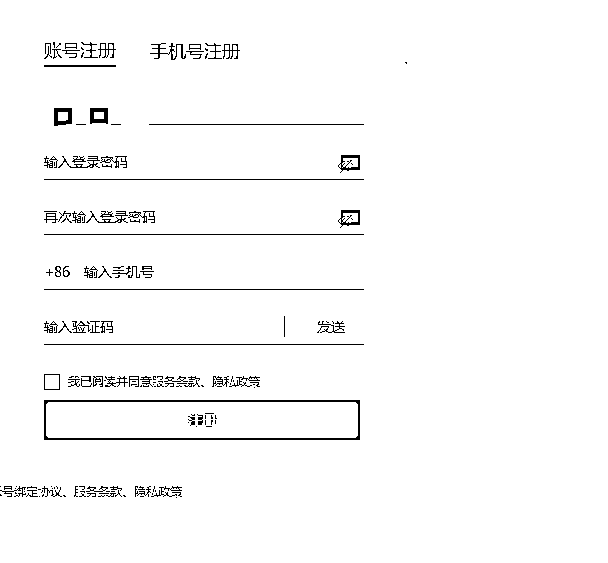 账号注册 手机号注册
输入登录密码
再次输入登录密码
+86 输入手机号
输入验证码 发送
我已阅读并同意服务条款、隐私政策
注册
号绑定协议、服务条款、隐私政策